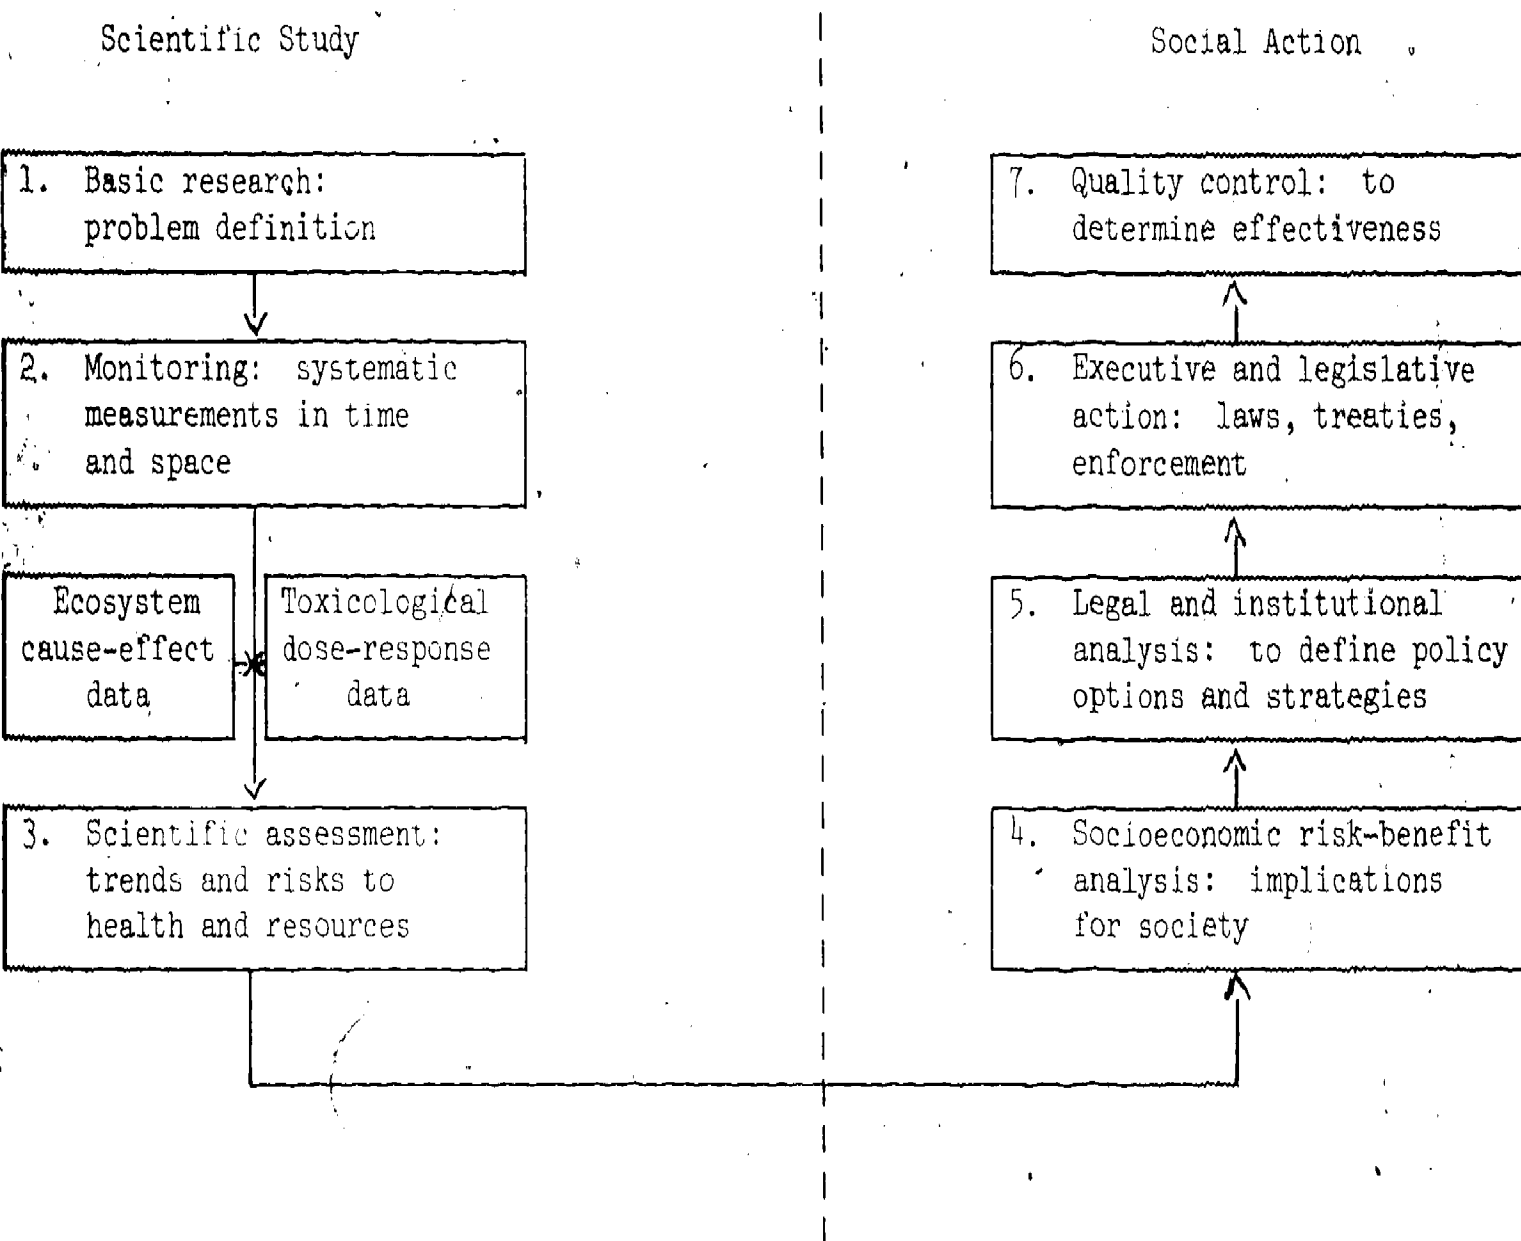 Scientific Study
1. Basic research:
problem definition
2. Monitoring: systematic
measurements in time
and space
Ecosystem
cause-effect
data
Toxicological
dose-response
data
3. Scientific assessment:
trends and risks to
health and resources
Social Action
7. Quality control: to
determine effectiveness
6. Executive and legislative
action: laws, treaties,
enforcement
5. Legal and institutional
analysis: to define policy
options and strategies
4. Socioeconomic risk-benefit
analysis: implications
for society